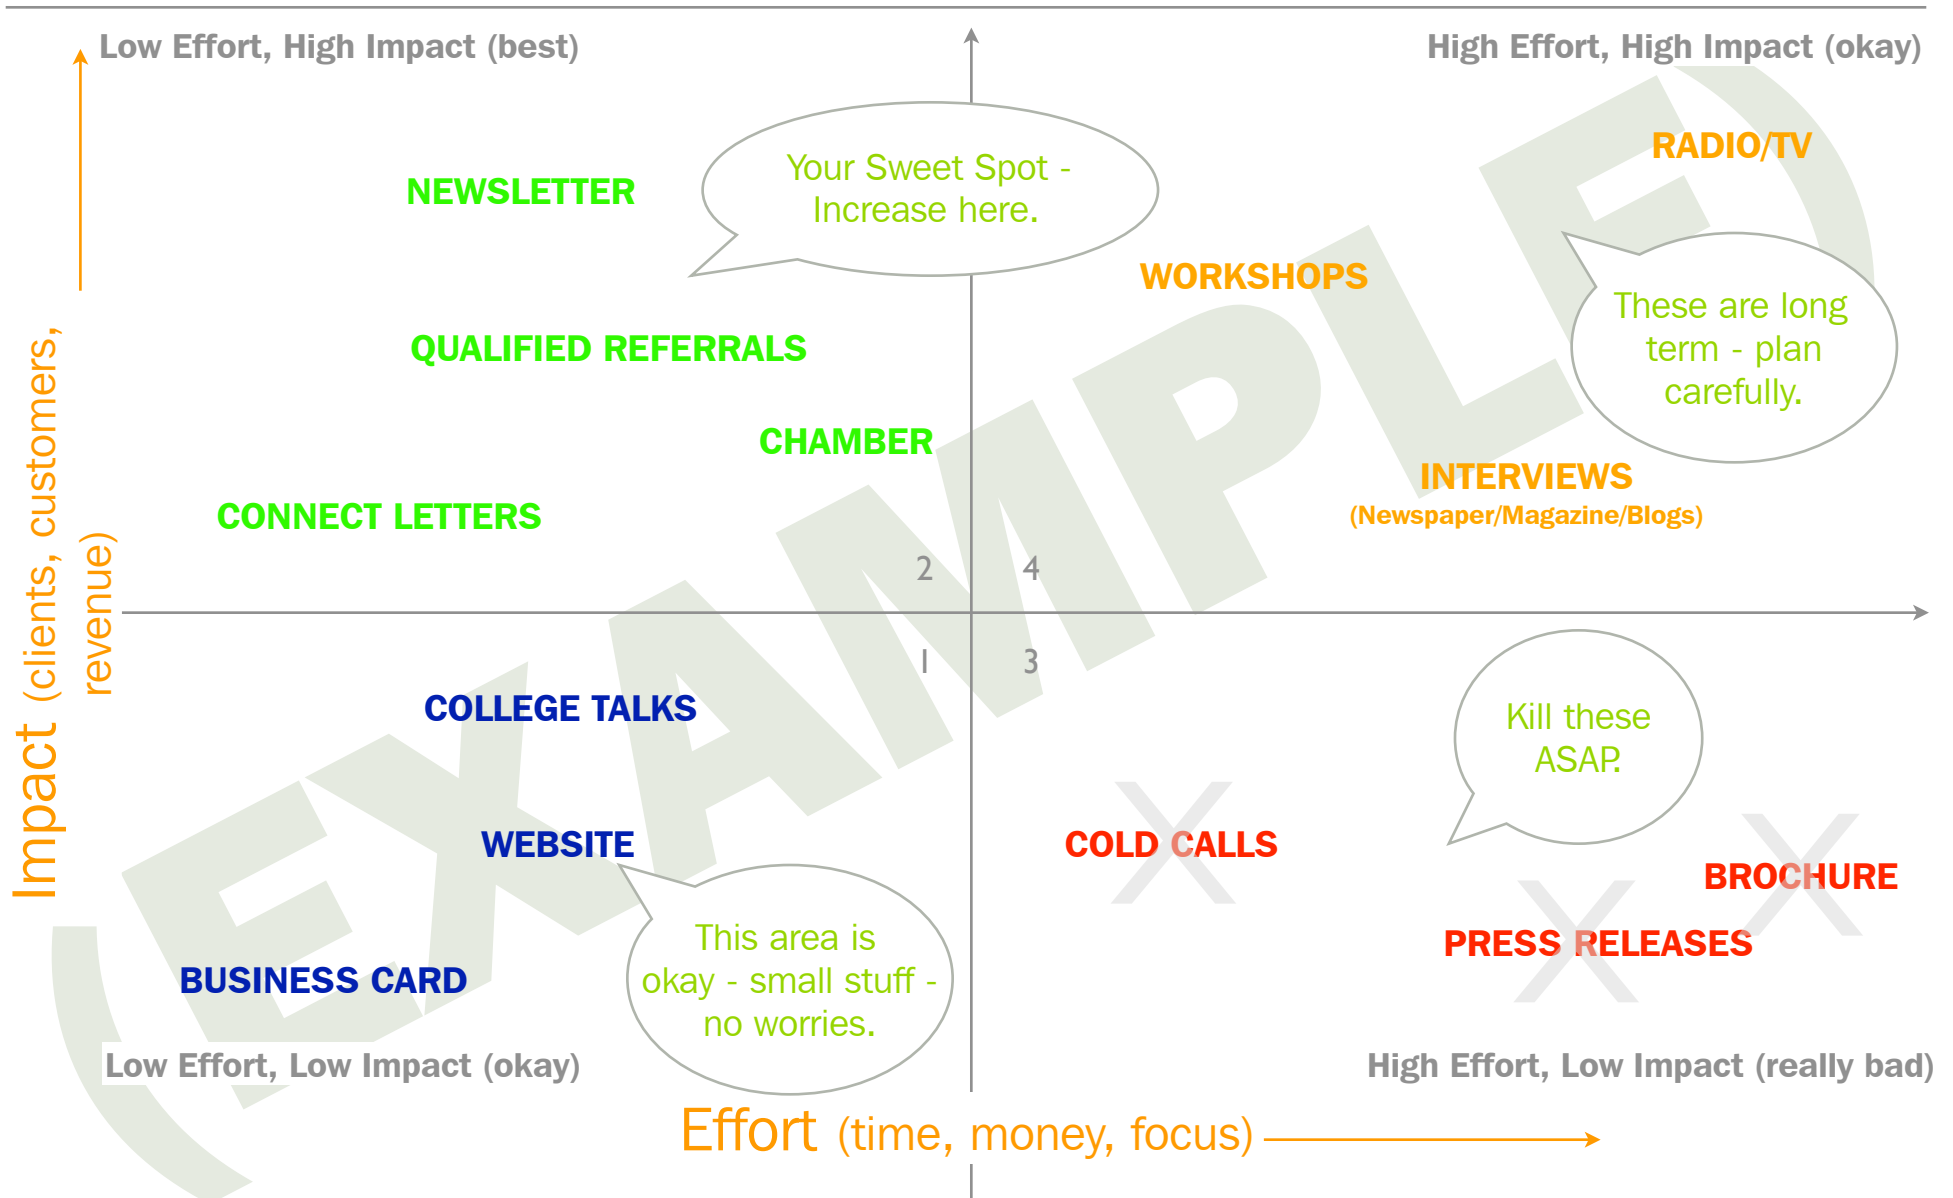 Low Effort, High Impact (best)
High Effort, High Impact (okay)
RADIO/TV
NEWSLETTER
Your Sweet Spot -
Increase here.
WORKSHOPS
These are long
term - plan
carefully.
QUALIFIED REFERRALS
CHAMBER
INTERVIEWS
(Newspaper/Magazine/Blogs)
CONNECT LETTERS
2
4
Impact (clients, customers,
revenue)
(EXAMPLE)
1
3
COLLEGE TALKS
Kill these
ASAP.
WEBSITE
COLD CALLS
X
BROCHURE
X
PRESS RELEASES
X
This area is
okay - small stuff -
no worries.
BUSINESS CARD
Low Effort, Low Impact (okay)
High Effort, Low Impact (really bad)
Effort (time, money, focus)